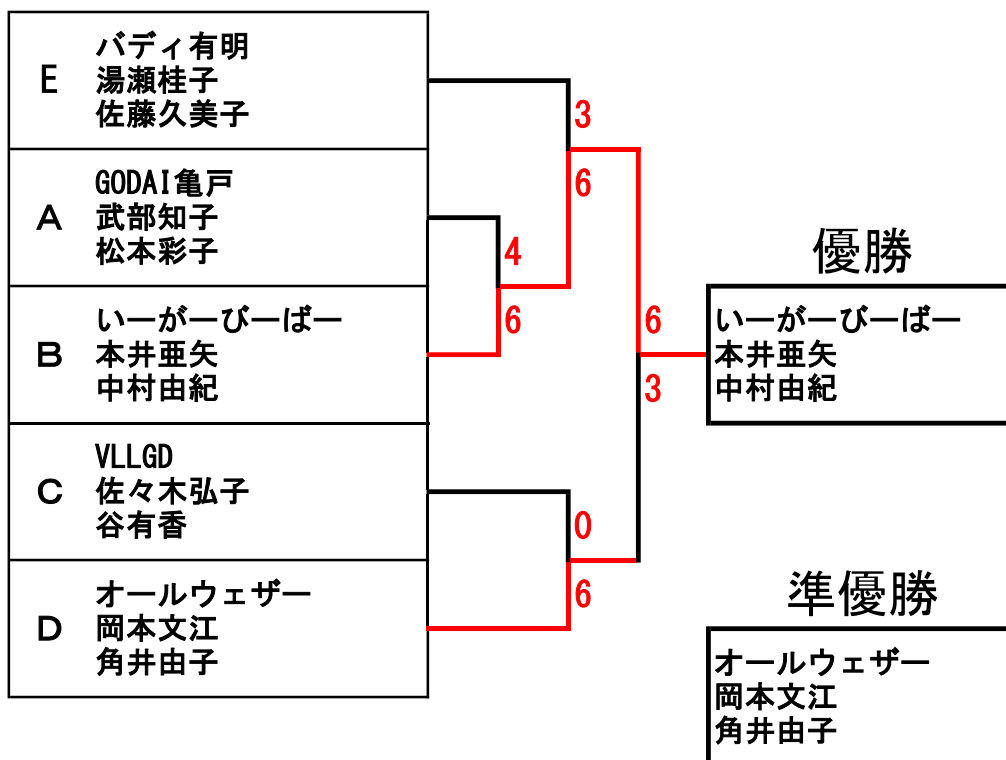 E
バディ有明
湯瀬桂子
佐藤久美子
A
GODAI亀戸
武部知子
松本彩子
B
いーがーびーばー
本井亜矢
中村由紀
C
VLLGD
佐々木弘子
谷有香
D
オールウェザー
岡本文江
角井由子
3
6
4
6
0
6
6
3
優勝
いーがーびーばー
本井亜矢
中村由紀
準優勝
オールウェザー
岡本文江
角井由子